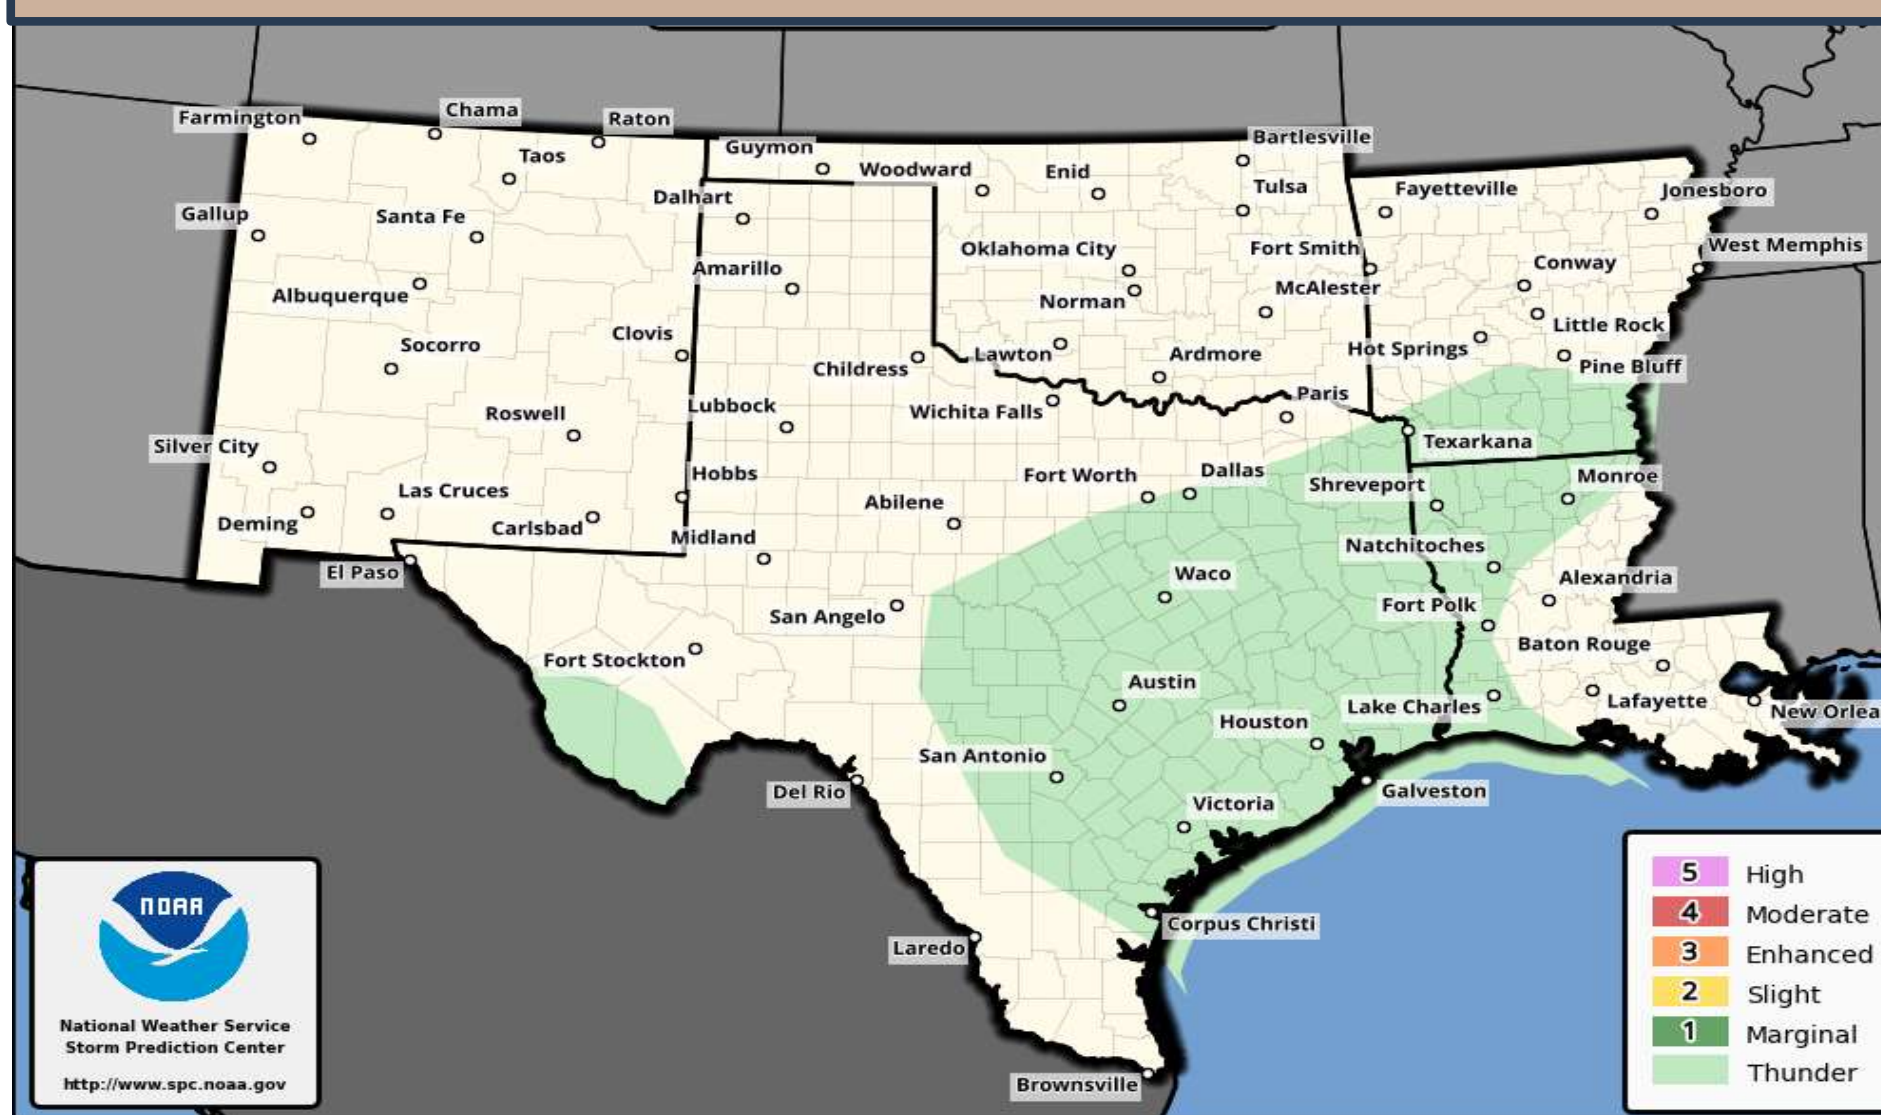 Farmington
Chama
Raton
Taos
Guymon
Woodward
Enid
Bartlesville
Tulsa
Fayetteville
Jonesboro
Gallup
Santa Fe
Dalhart
Oklahoma City
Fort Smith
Conway
West Memphis
Amarillo
Albuquerque
Norman
McAlester
Little Rock
Socorro
Clovis
Childress
Lawton
Ardmore
Hot Springs
Pine Bluff
Roswell
Lubbock
Wichita Falls
Paris
Silver City
Texarkana
Las Cruces
Hobbs
Fort Worth
Dallas
Shreveport
Monroe
Deming
Carlsbad
Abilene
Midland
Natchitoches
El Paso
Waco
Alexandria
San Angelo
Fort Polk
Fort Stockton
Baton Rouge
Austin
Lake Charles
Lafayette
New Orlea
Houston
San Antonio
Del Rio
Galveston
Victoria
Corpus Christi
Laredo
Brownsville
NOAA
National Weather Service
Storm Prediction Center
http://www.spc.noaa.gov
5 High
4 Moderate
3 Enhanced
2 Slight
1 Marginal
Thunder